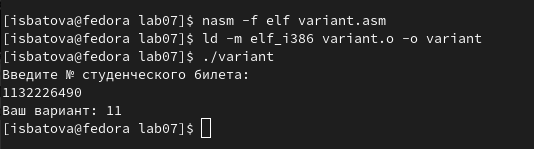 [isbatova@fedora lab07]$ nasm -f elf variant.asm
[isbatova@fedora lab07]$ ld -m elf_i386 variant.o -o variant
[isbatova@fedora lab07]$ ./variant
Введите № студенческого билета:
1132226490
Ваш вариант: 11
[isbatova@fedora lab07]$